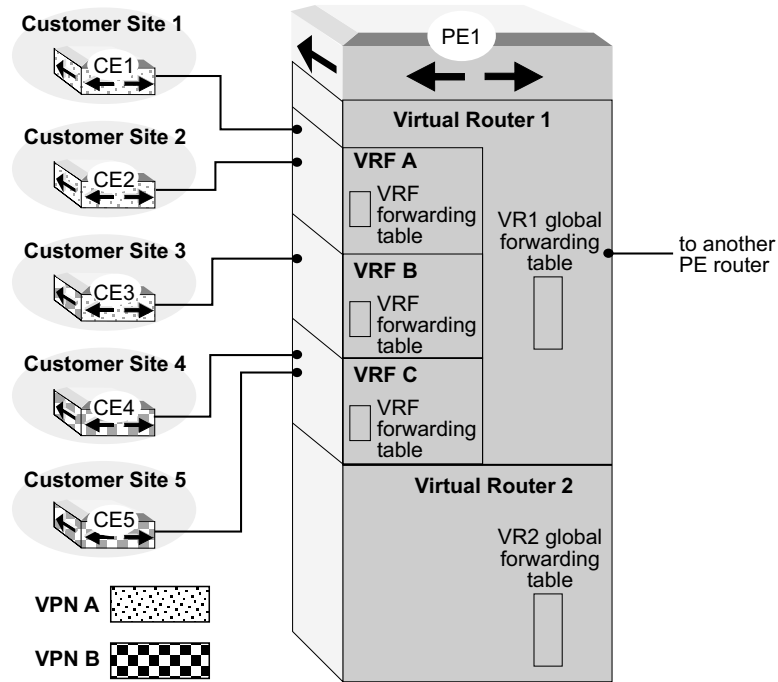 Customer Site 1
CE1
Customer Site 2
CE2
Customer Site 3
CE3
Customer Site 4
CE4
Customer Site 5
CE5
VPN A
VPN B
PE1
Virtual Router 1
VRF A
VRF
forwarding
table
VRF B
VRF
forwarding
table
VRF C
VRF
forwarding
table
VR1 global
forwarding
table
to another
PE router
Virtual Router 2
VR2 global
forwarding
table